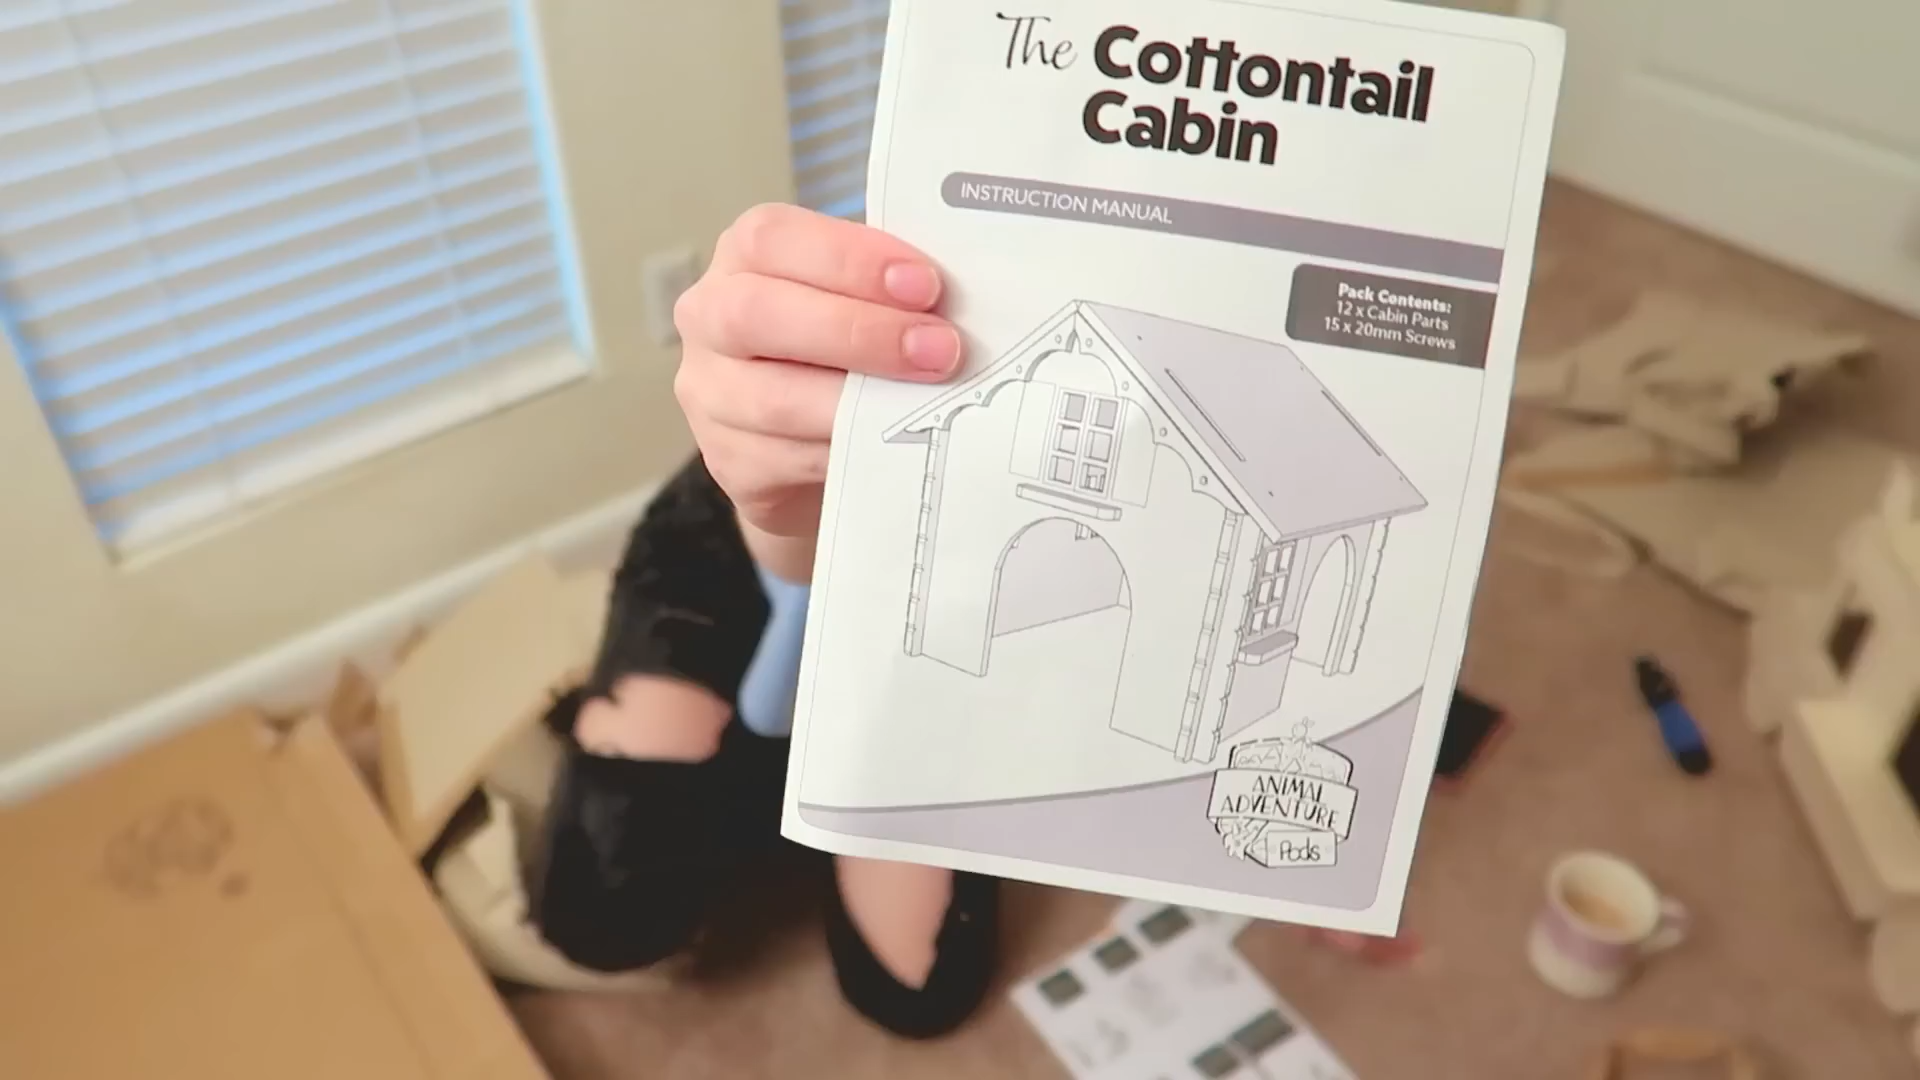 The Cottontail
Cabin
INSTRUCTION MANUAL
Pack Contents:
12 x Cabin Parts
15 x 20mm Screws
ANIMAL
ADVENTURE
Pods